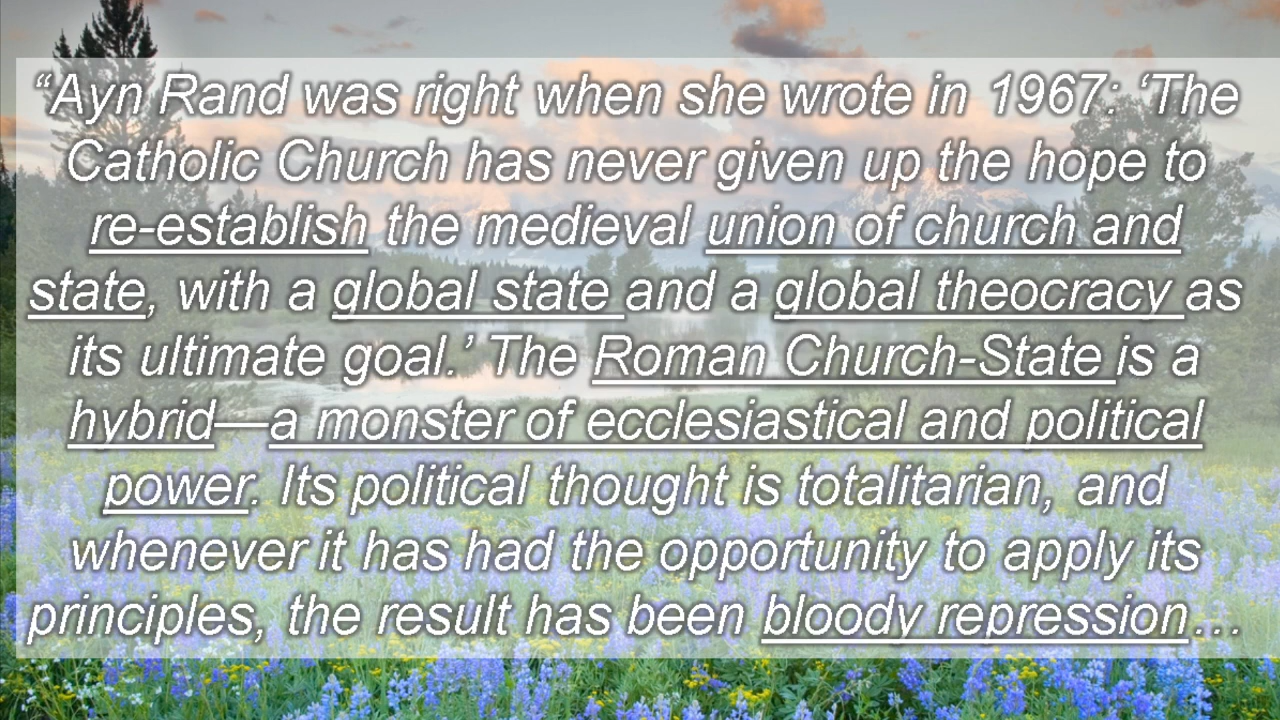 “Ayn Rand was right when she wrote in 1967: ‘The
Catholic Church has never given up the hope to
re-establish the medieval union of church and
state, with a global state and a global theocracy as
its ultimate goal.’ The Roman Church-State is a
hybrid—a monster of ecclesiastical and political
power. Its political thought is totalitarian, and
whenever it has had the opportunity to apply its
principles, the result has been bloody repression…